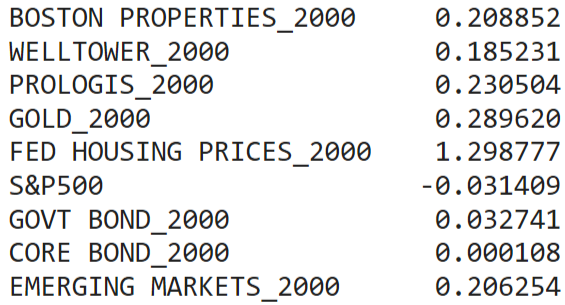 BOSTON PROPERTIES_2000 0.208852
WELLTOWER_2000 0.185231
PROLOGIS_2000 0.230504
GOLD_2000 0.289620
FED HOUSING PRICES_2000 1.298777
S&P500 -0.031409
GOVT BOND_2000 0.032741
CORE BOND_2000 0.000108
EMERGING MARKETS_2000 0.206254